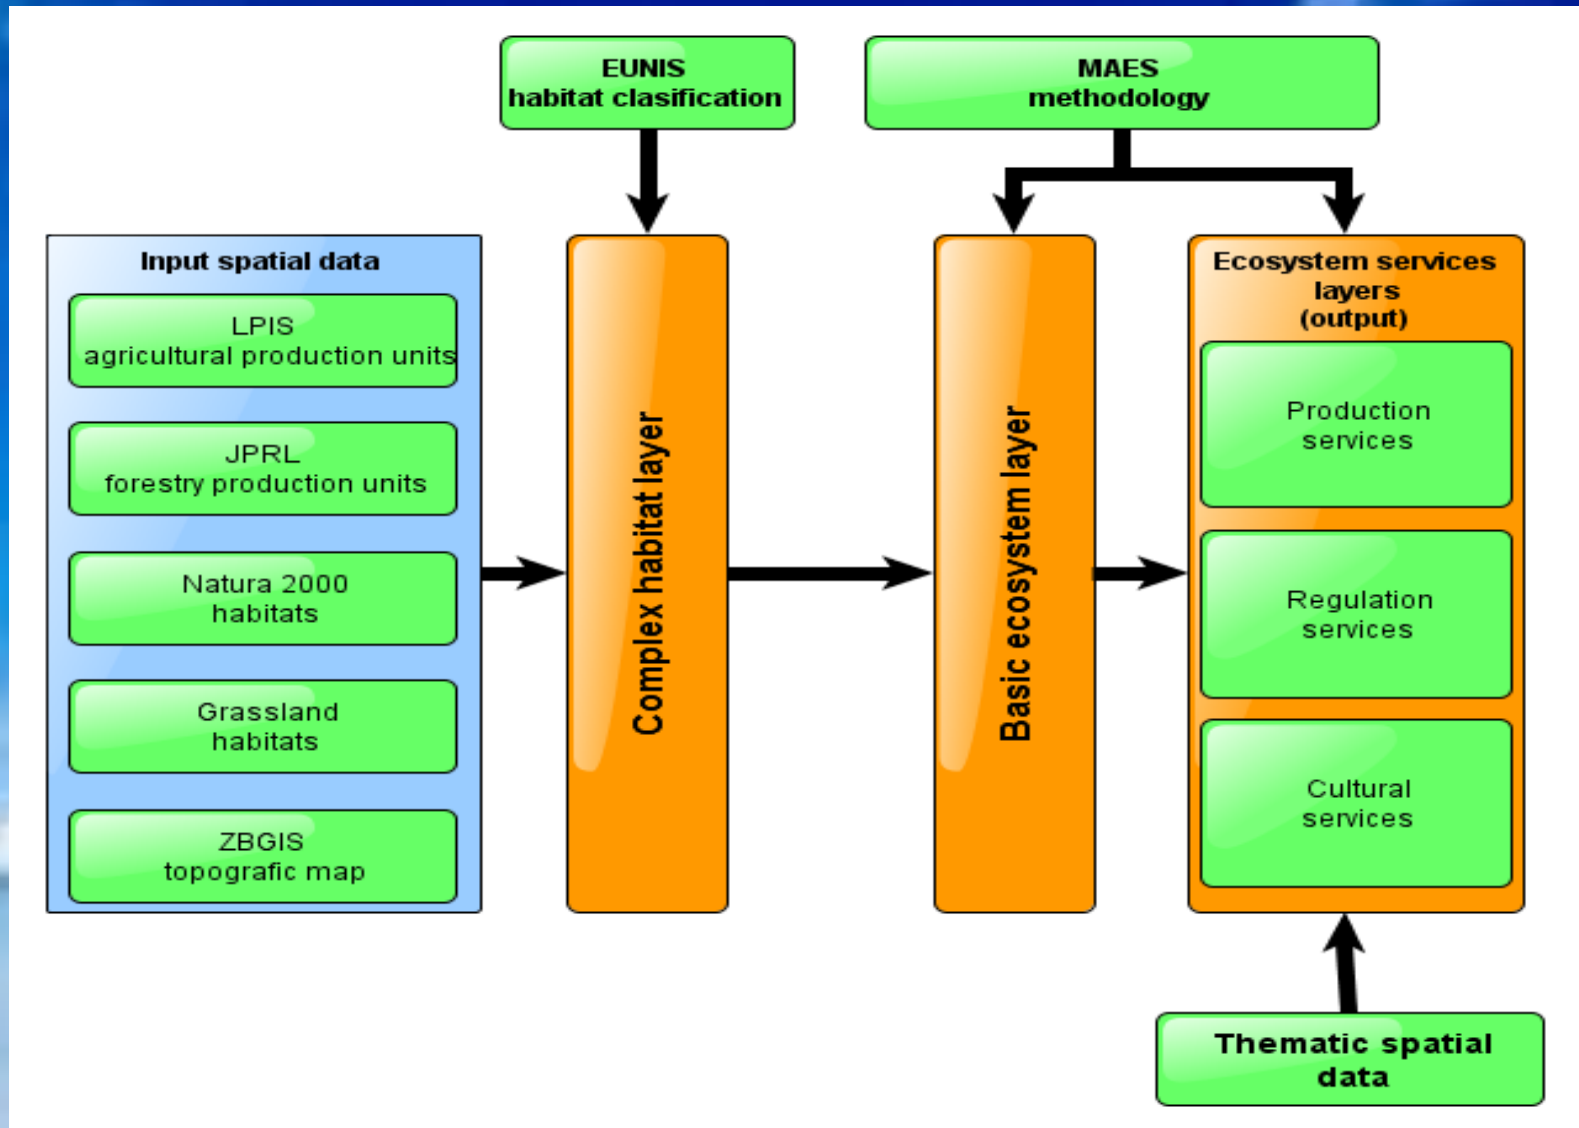 EUNIS
habitat clasification
MAES
methodology
Input spatial data
LPIS
agricultural production units
JPRL
forestry production units
Natura 2000
habitats
Grassland
habitats
ZBGIS
topografic map
Complex habitat layer
Basic ecosystem layer
Ecosystem services
layers
(output)
Production
services
Regulation
services
Cultural
services
Thematic spatial
data